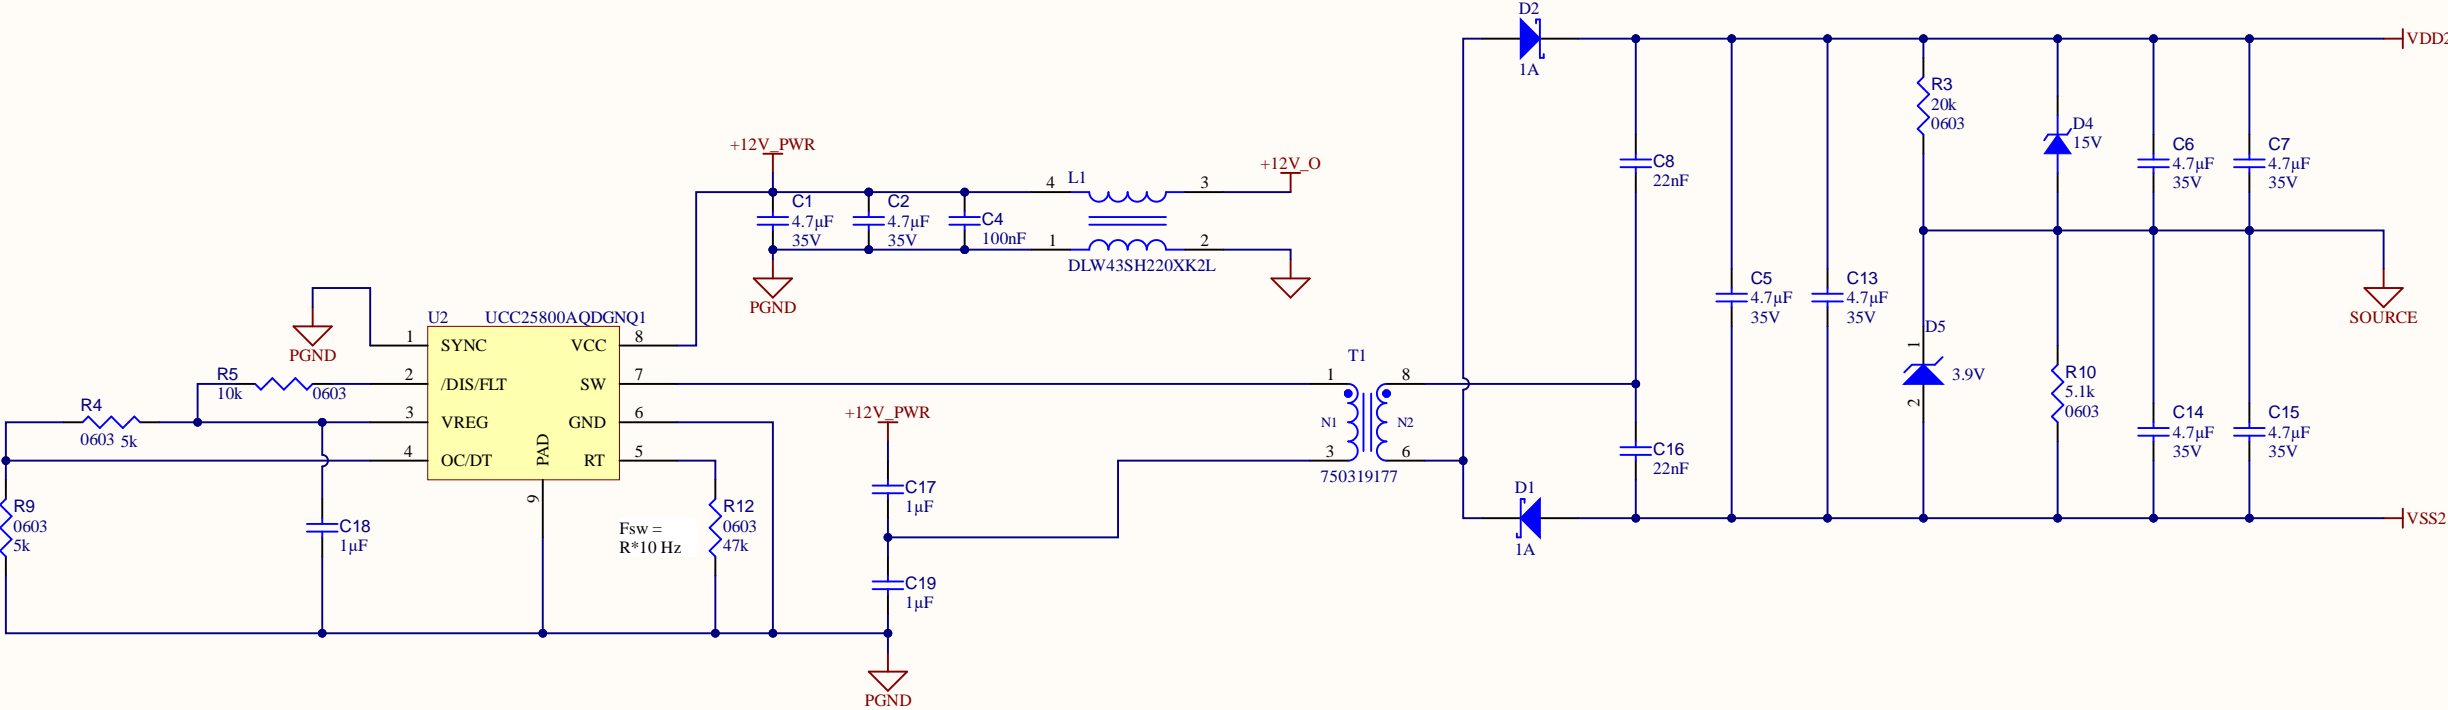 D2
1A
VDD2
R3
20k
0603
D4
15V
C6
4.7µF
35V
C7
4.7µF
35V
C8
22nF
+12V_PWR
+12V_O
4
L1
3
C1
4.7µF
35V
C2
4.7µF
35V
C4
100nF
1
2
DLW43SH220XK2L
PGND
C5
4.7µF
35V
C13
4.7µF
35V
SOURCE
U2
UCC25800AQDGNQ1
PGND
1
SYNC
VCC
8
2
/DIS/FLT
SW
7
3
VREG
GND
6
4
OC/DT
PAD
RT
5
9
R5
10k
0603
R4
0603
5k
R9
0603
5k
C18
1µF
Fsw =
R*10 Hz
R12
0603
47k
+12V_PWR
C17
1µF
C19
1µF
PGND
T1
1
8
N1
N2
3
6
750319177
D5
1
3.9V
2
R10
5.1k
0603
C14
4.7µF
35V
C15
4.7µF
35V
C16
22nF
D1
1A
VSS2